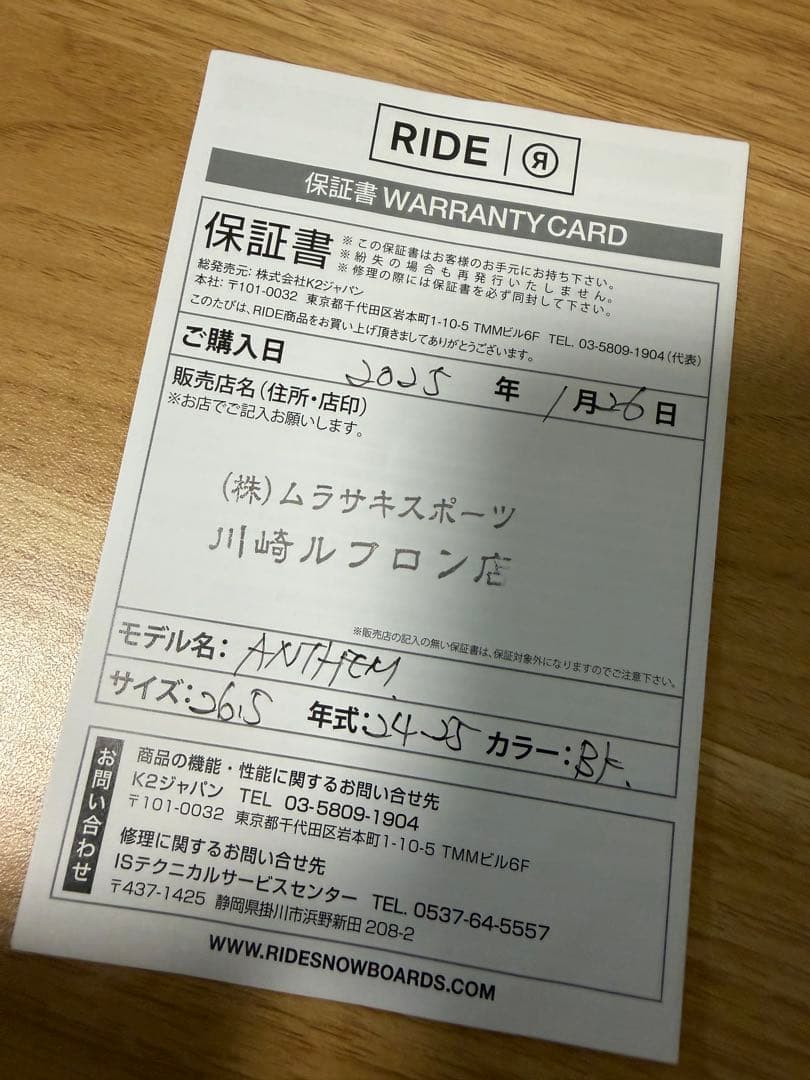 RIDE Ⓡ
保証書 WARRANTY CARD
保証書
※この保証書はお客様のお手元にお持ち下さい。
※紛失の場合も再発行いたしません。
※修理の際には保証書を必ず同封して下さい。
総発売元: 株式会社K2ジャパン
本社: 〒101-0032 東京都千代田区岩本町1-10-5 TMMビル6F TEL. 03-5809-1904(代表)
このたびは、RIDE商品をお買い上げ頂きましてありがとうございます。
ご購入日 2025 年 1月26日
販売店名(住所・店印)
※お店でご記入お願いします。
(株)ムラサキスポーツ
川崎ルフロン店
※販売店の記入の無い保証書は、保証対象外になりますのでご注意下さい。
モデル名: ANTHEM.
サイズ: 26.5 年式: 24-25 カラー: BK.
お問い合わせ
商品の機能・性能に関するお問い合せ先
K2ジャパン TEL 03-5809-1904
〒101-0032 東京都千代田区岩本町1-10-5 TMMビル6F
修理に関するお問い合せ先
ISテクニカルサービスセンター TEL. 0537-64-5557
〒437-1425 静岡県掛川市浜野新田208-2
WWW.RIDESNOWBOARDS.COM